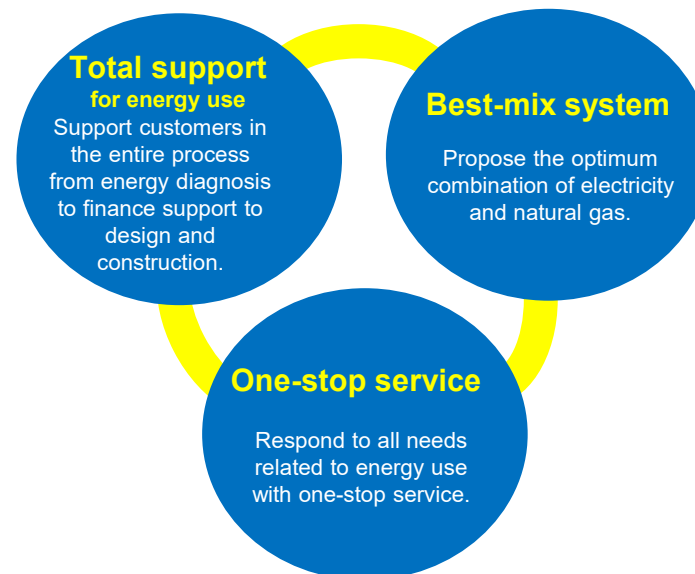 Total support
for energy use
Support customers in
the entire process
from energy diagnosis
to finance support to
design and
construction.
Best-mix system
Propose the optimum
combination of electricity
and natural gas.
One-stop service
Respond to all needs
related to energy use
with one-stop service.